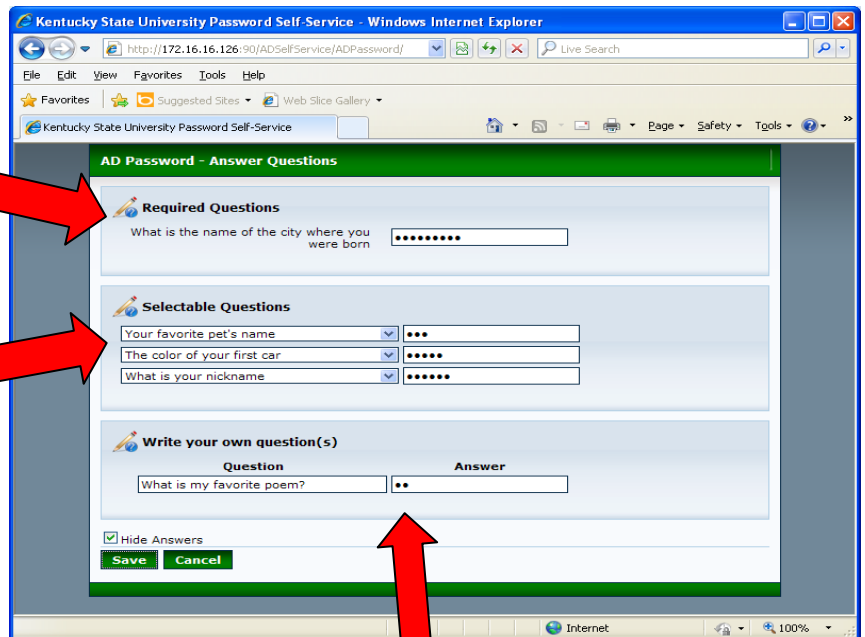 Kentucky State University Password Self-Service - Windows Internet Explorer
http://172.16.16.126:90/ADSelfService/ADPassword/ Live Search
File Edit View Favorites Tools Help
Favorites Suggested Sites Web Slice Gallery
Kentucky State University Password Self-Service Page Safety Tools »
AD Password - Answer Questions
Required Questions
What is the name of the city where you
were born •••••••••
Selectable Questions
Your favorite pet's name •••
The color of your first car •••••
What is your nickname ••••••
Write your own question(s)
Question Answer
What is my favorite poem? ••
Hide Answers
Save Cancel
Internet 100%